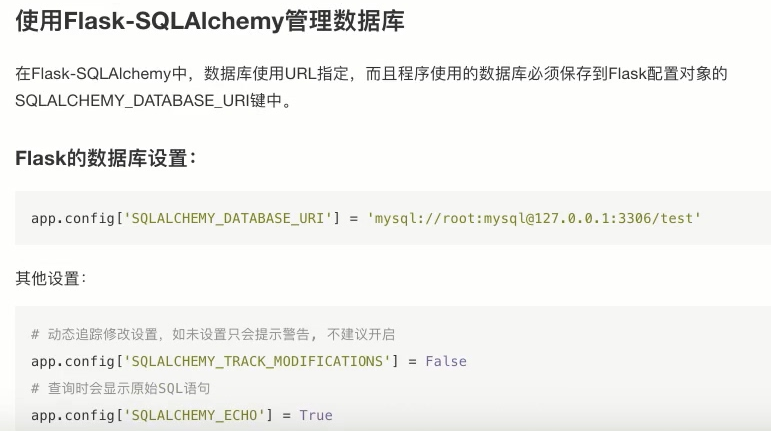 使用Flask-SQLAlchemy管理数据库
在Flask-SQLAlchemy中，数据库使用URL指定，而且程序使用的数据库必须保存到Flask配置对象的
SQLALCHEMY_DATABASE_URI键中。
Flask的数据库设置：
app.config['SQLALCHEMY_DATABASE_URI'] = 'mysql://root:mysql@127.0.0.1:3306/test'
其他设置：
# 动态追踪修改设置，如未设置只会提示警告, 不建议开启
app.config['SQLALCHEMY_TRACK_MODIFICATIONS'] = False
# 查询时会显示原始SQL语句
app.config['SQLALCHEMY_ECHO'] = True